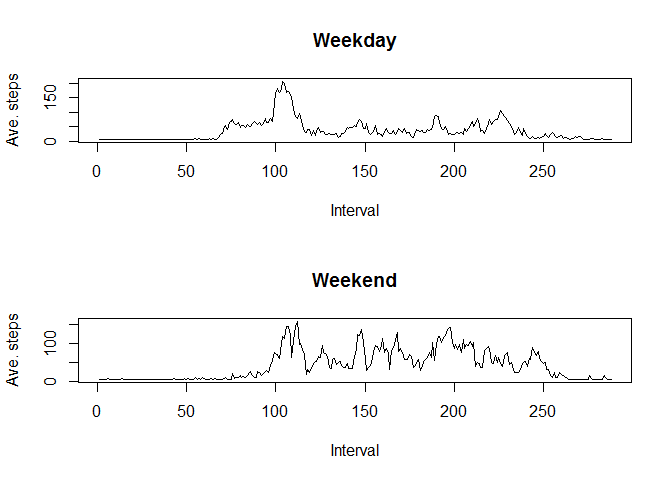 Weekday
Ave. steps
150
0
0 50 100 150 200 250
Interval
Weekend
Ave. steps
100
0
0 50 100 150 200 250
Interval